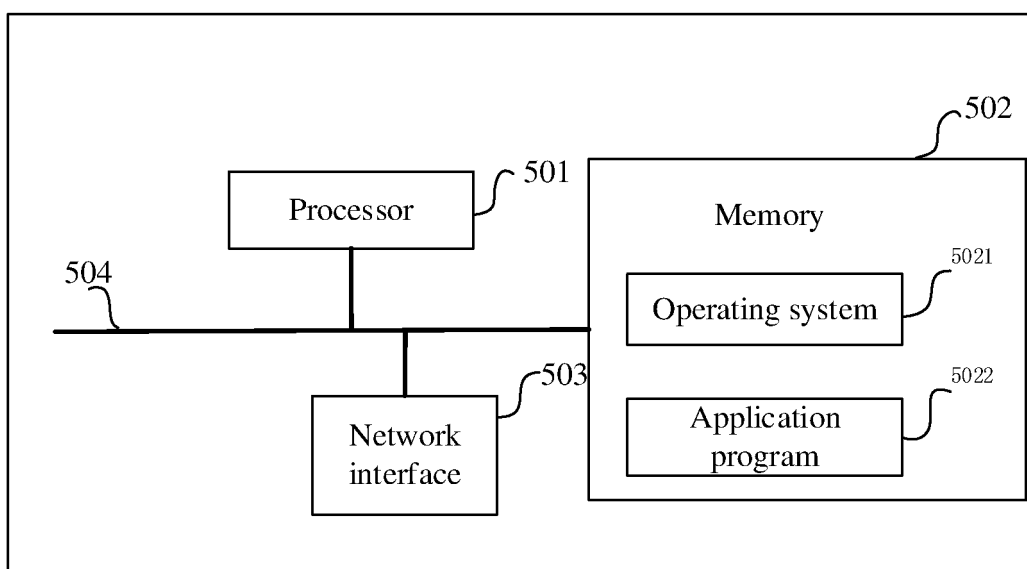 502
501
Processor
Memory
5021
504
Operating system
503
5022
Network
interface
Application
program